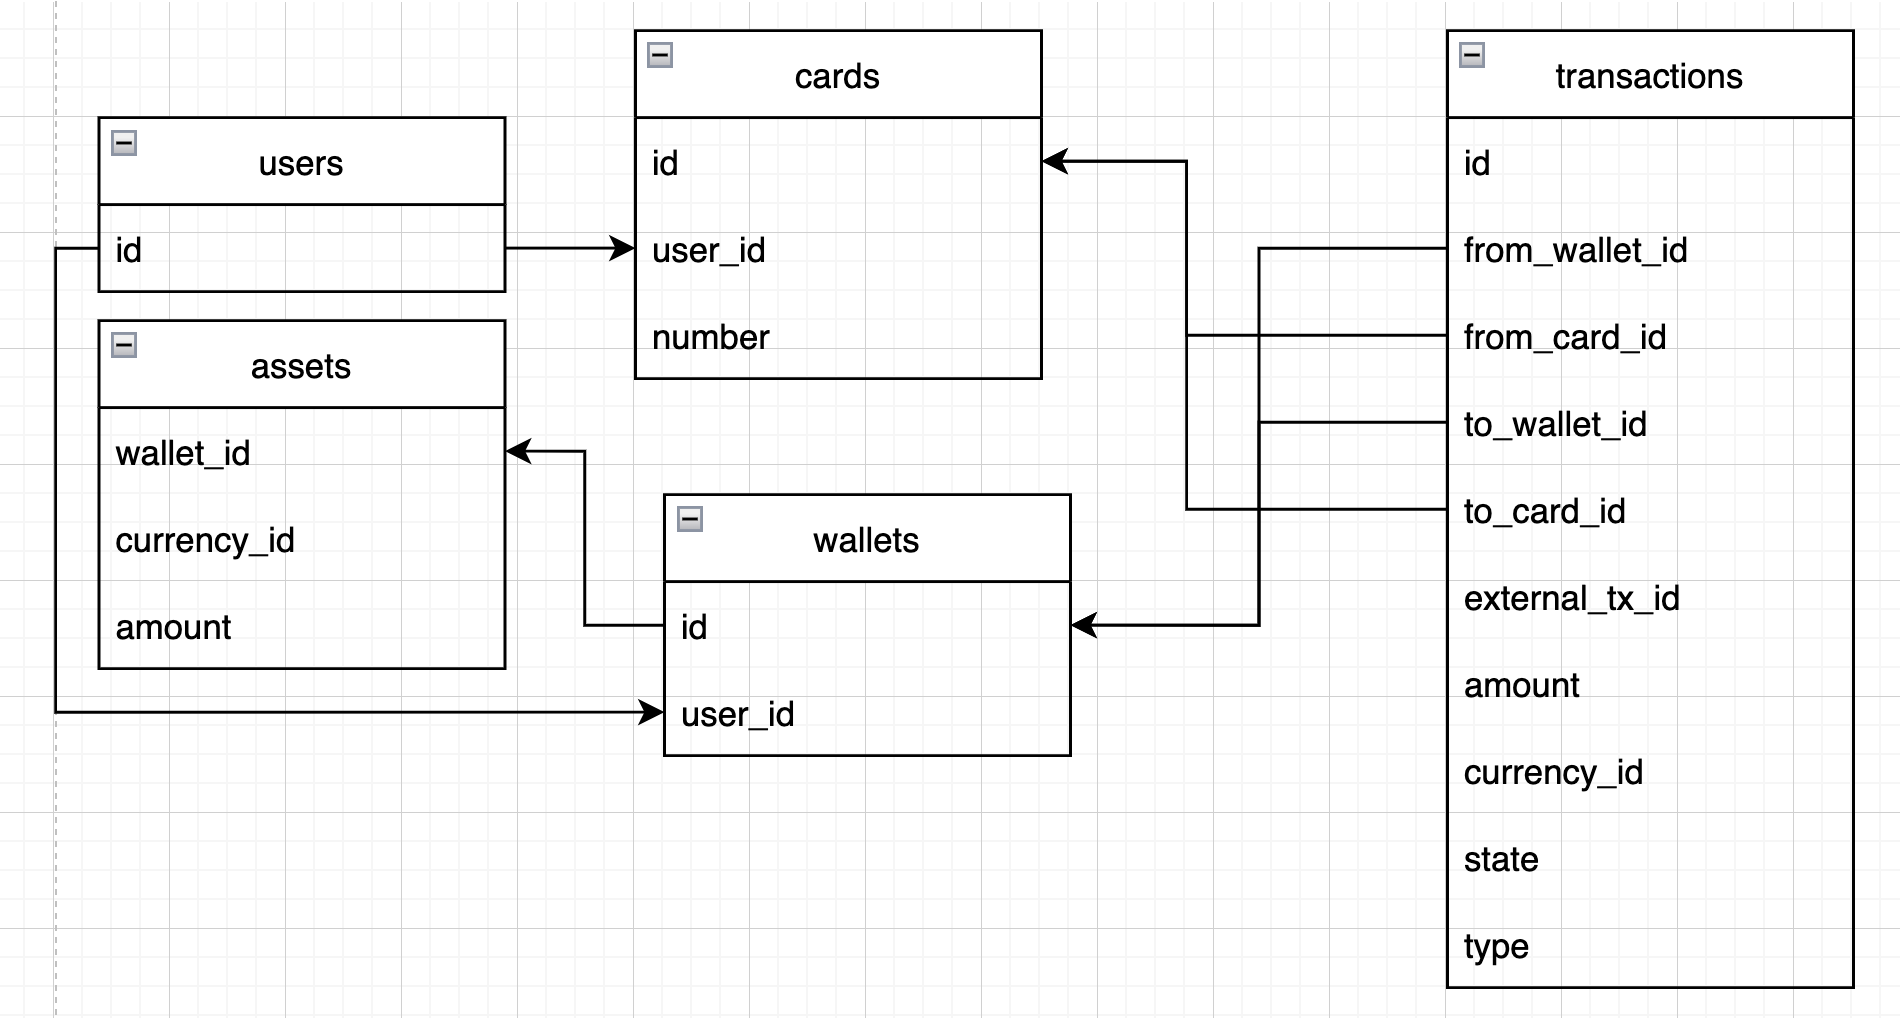 users
id
assets
wallet_id
currency_id
amount
cards
id
user_id
number
wallets
id
user_id
transactions
id
from_wallet_id
from_card_id
to_wallet_id
to_card_id
external_tx_id
amount
currency_id
state
type